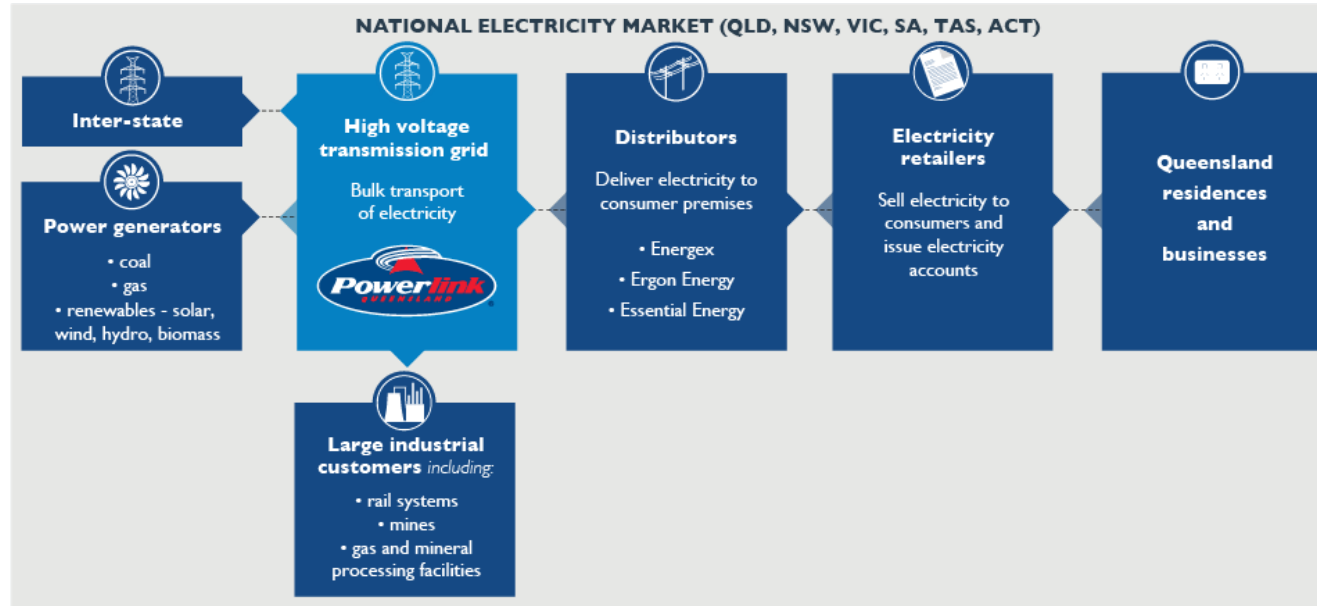 NATIONAL ELECTRICITY MARKET (QLD, NSW, VIC, SA, TAS, ACT)
Inter-state
Power generators
• coal
• gas
• renewables - solar,
wind, hydro, biomass
High voltage
transmission grid
Bulk transport
of electricity
Powerlink
QUEENSLAND
®
Large industrial
customers including:
• rail systems
• mines
• gas and mineral
processing facilities
Distributors
Deliver electricity to
consumer premises
• Energex
• Ergon Energy
• Essential Energy
Electricity
retailers
Sell electricity to
consumers and
issue electricity
accounts
Queensland
residences
and
businesses